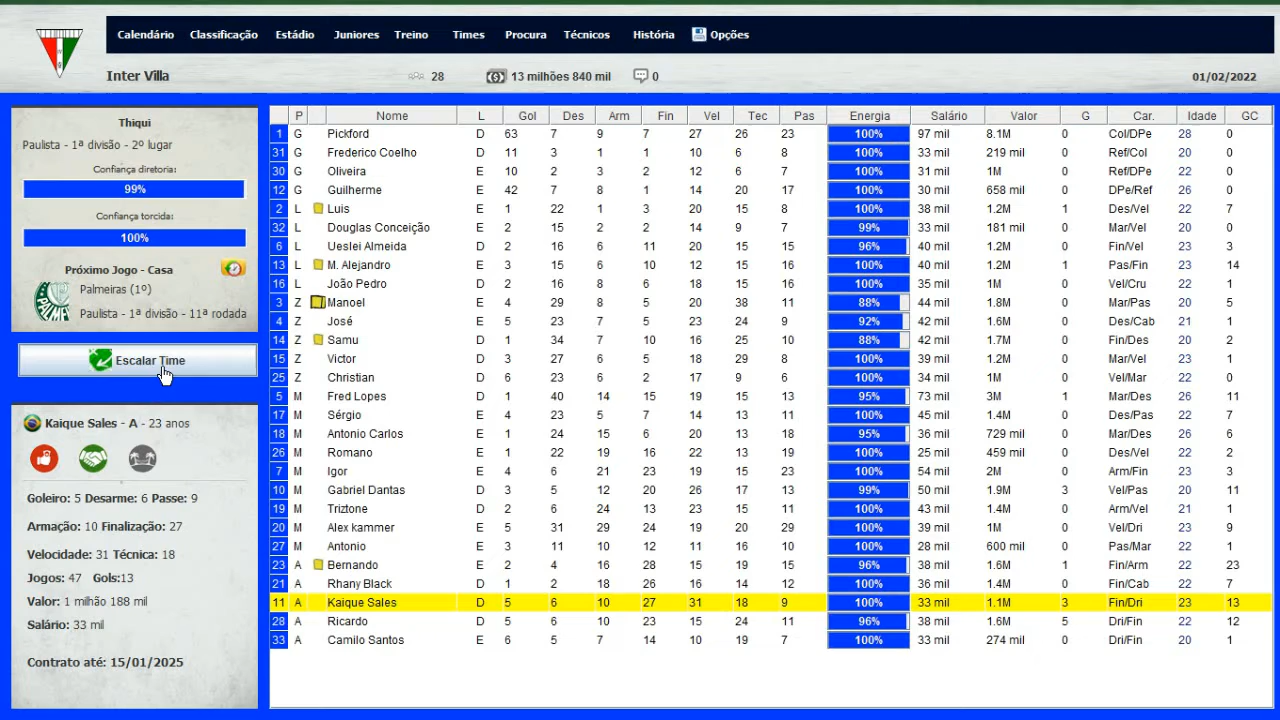 Calendário Classificação Estádio Juniores Treino Times Procura Técnicos História Opções
Inter Villa 28 13 milhões 840 mil 0 01/02/2022
Thiqui
Paulista - 1ª divisão - 2º lugar
Confiança diretoria:
99%
Confiança torcida:
100%
Próximo Jogo - Casa
Palmeiras (1º)
Paulista - 1ª divisão - 11ª rodada
Escalar Time
Kaique Sales - A - 23 anos
Goleiro: 5 Desarme: 6 Passe: 9
Armação: 10 Finalização: 27
Velocidade: 31 Técnica: 18
Jogos: 47 Gols:13
Valor: 1 milhão 188 mil
Salário: 33 mil
Contrato até: 15/01/2025
P Nome L Gol Des Arm Fin Vel Tec Pas Energia Salário Valor G Car. Idade GC
1 G Pickford D 63 7 9 7 27 26 23 100% 97 mil 8.1M 0 Col/DPe 28 0
31 G Frederico Coelho D 11 3 1 1 10 6 8 100% 33 mil 219 mil 0 Ref/Col 20 0
30 G Oliveira E 10 2 3 2 12 6 7 100% 31 mil 1M 0 Ref/DPe 22 0
12 G Guilherme E 42 7 8 1 14 20 17 100% 30 mil 658 mil 0 DPe/Ref 26 0
2 L Luis E 1 22 1 3 20 15 8 100% 38 mil 1.2M 1 Des/Vel 22 7
32 L Douglas Conceição E 2 15 2 2 14 9 7 99% 33 mil 181 mil 0 Mar/Vel 20 0
6 L Ueslei Almeida D 2 16 6 11 20 15 15 96% 40 mil 1.2M 0 Fin/Vel 23 3
13 L M. Alejandro E 3 15 6 10 12 15 16 100% 40 mil 1.2M 1 Pas/Fin 23 14
16 L João Pedro D 2 16 8 6 18 15 16 100% 35 mil 1M 0 Vel/Cru 22 1
3 Z Manoel E 4 29 8 5 20 38 11 88% 44 mil 1.8M 0 Mar/Pas 20 5
4 Z José E 5 23 7 5 23 24 9 92% 42 mil 1.6M 0 Des/Cab 21 1
14 Z Samu D 1 34 7 10 16 25 10 88% 42 mil 1.7M 0 Fin/Des 20 2
15 Z Victor D 3 27 6 5 18 29 8 100% 39 mil 1.2M 0 Mar/Vel 23 1
25 Z Christian D 6 23 6 2 17 9 6 100% 34 mil 1M 0 Vel/Mar 22 0
5 M Fred Lopes D 1 40 14 15 19 15 13 95% 73 mil 3M 1 Mar/Des 26 11
17 M Sérgio E 4 23 5 7 14 13 11 100% 45 mil 1.4M 0 Des/Pas 22 7
18 M Antonio Carlos E 1 24 15 6 20 13 18 95% 36 mil 729 mil 0 Mar/Des 26 6
26 M Romano D 1 22 19 16 22 13 13 100% 25 mil 459 mil 0 Des/Vel 22 2
7 M Igor E 4 6 21 23 19 15 23 100% 54 mil 2M 0 Arm/Fin 23 3
10 M Gabriel Dantas D 3 5 12 20 26 17 13 99% 50 mil 1.9M 3 Vel/Pas 20 11
19 M Triztone D 2 6 24 13 23 15 11 100% 43 mil 1.4M 0 Arm/Vel 21 1
20 M Alex kammer E 5 31 29 24 19 20 29 100% 39 mil 1M 0 Vel/Dri 23 9
27 M Antonio E 3 11 10 12 11 16 10 100% 28 mil 600 mil 0 Pas/Mar 22 1
23 A Bernando E 2 4 16 28 15 19 15 96% 38 mil 1.6M 1 Fin/Arm 22 23
21 A Rhany Black D 1 2 18 26 16 14 12 100% 36 mil 1.4M 0 Fin/Cab 22 7
11 A Kaique Sales D 5 6 10 27 31 18 9 100% 33 mil 1.1M 3 Fin/Dri 23 13
28 A Ricardo D 5 6 10 23 15 24 11 96% 38 mil 1.6M 5 Dri/Fin 22 12
33 A Camilo Santos E 6 5 7 14 10 19 7 100% 33 mil 274 mil 0 Dri/Fin 20 1